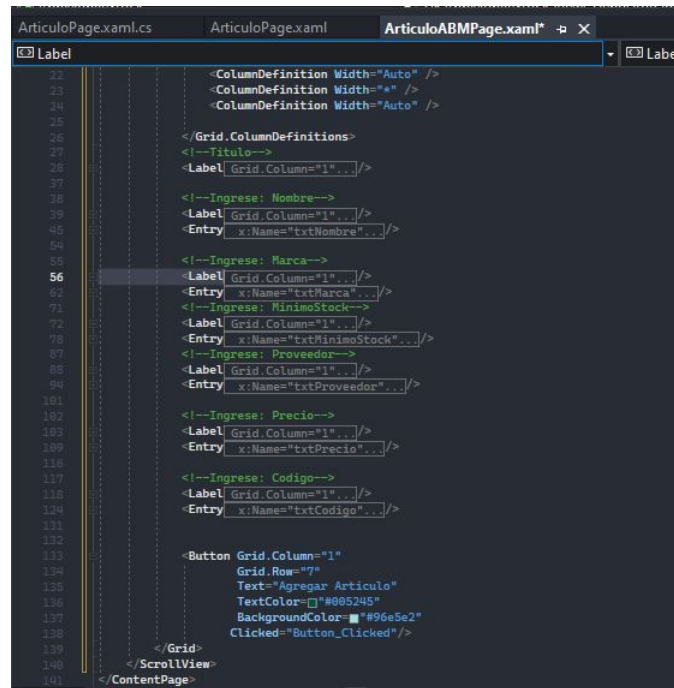 ArticuloPage.xaml.cs ArticuloPage.xaml ArticuloABMPage.xaml*
Label Labe
22 <ColumnDefinition Width="Auto" />
23 <ColumnDefinition Width="*" />
24 <ColumnDefinition Width="Auto" />
25
26 </Grid.ColumnDefinitions>
27 <!--Titulo-->
28 <Label Grid.Column="1".../>
37
38 <!--Ingrese: Nombre-->
39 <Label Grid.Column="1".../>
45 <Entry x:Name="txtNombre".../>
54
55 <!--Ingrese: Marca-->
56 <Label Grid.Column="1".../>
62 <Entry x:Name="txtMarca".../>
71 <!--Ingrese: MinimoStock-->
72 <Label Grid.Column="1".../>
78 <Entry x:Name="txtMinimoStock".../>
87 <!--Ingrese: Proveedor-->
88 <Label Grid.Column="1".../>
94 <Entry x:Name="txtProveedor".../>
101
102 <!--Ingrese: Precio-->
103 <Label Grid.Column="1".../>
109 <Entry x:Name="txtPrecio".../>
116
117 <!--Ingrese: Codigo-->
118 <Label Grid.Column="1".../>
124 <Entry x:Name="txtCodigo".../>
131
132
133 <Button Grid.Column="1"
134 Grid.Row="7"
135 Text="Agregar Articulo"
136 TextColor="#005245"
137 BackgroundColor="#96e5e2"
138 Clicked="Button_Clicked"/>
139 </Grid>
140 </ScrollView>
141 </ContentPage>